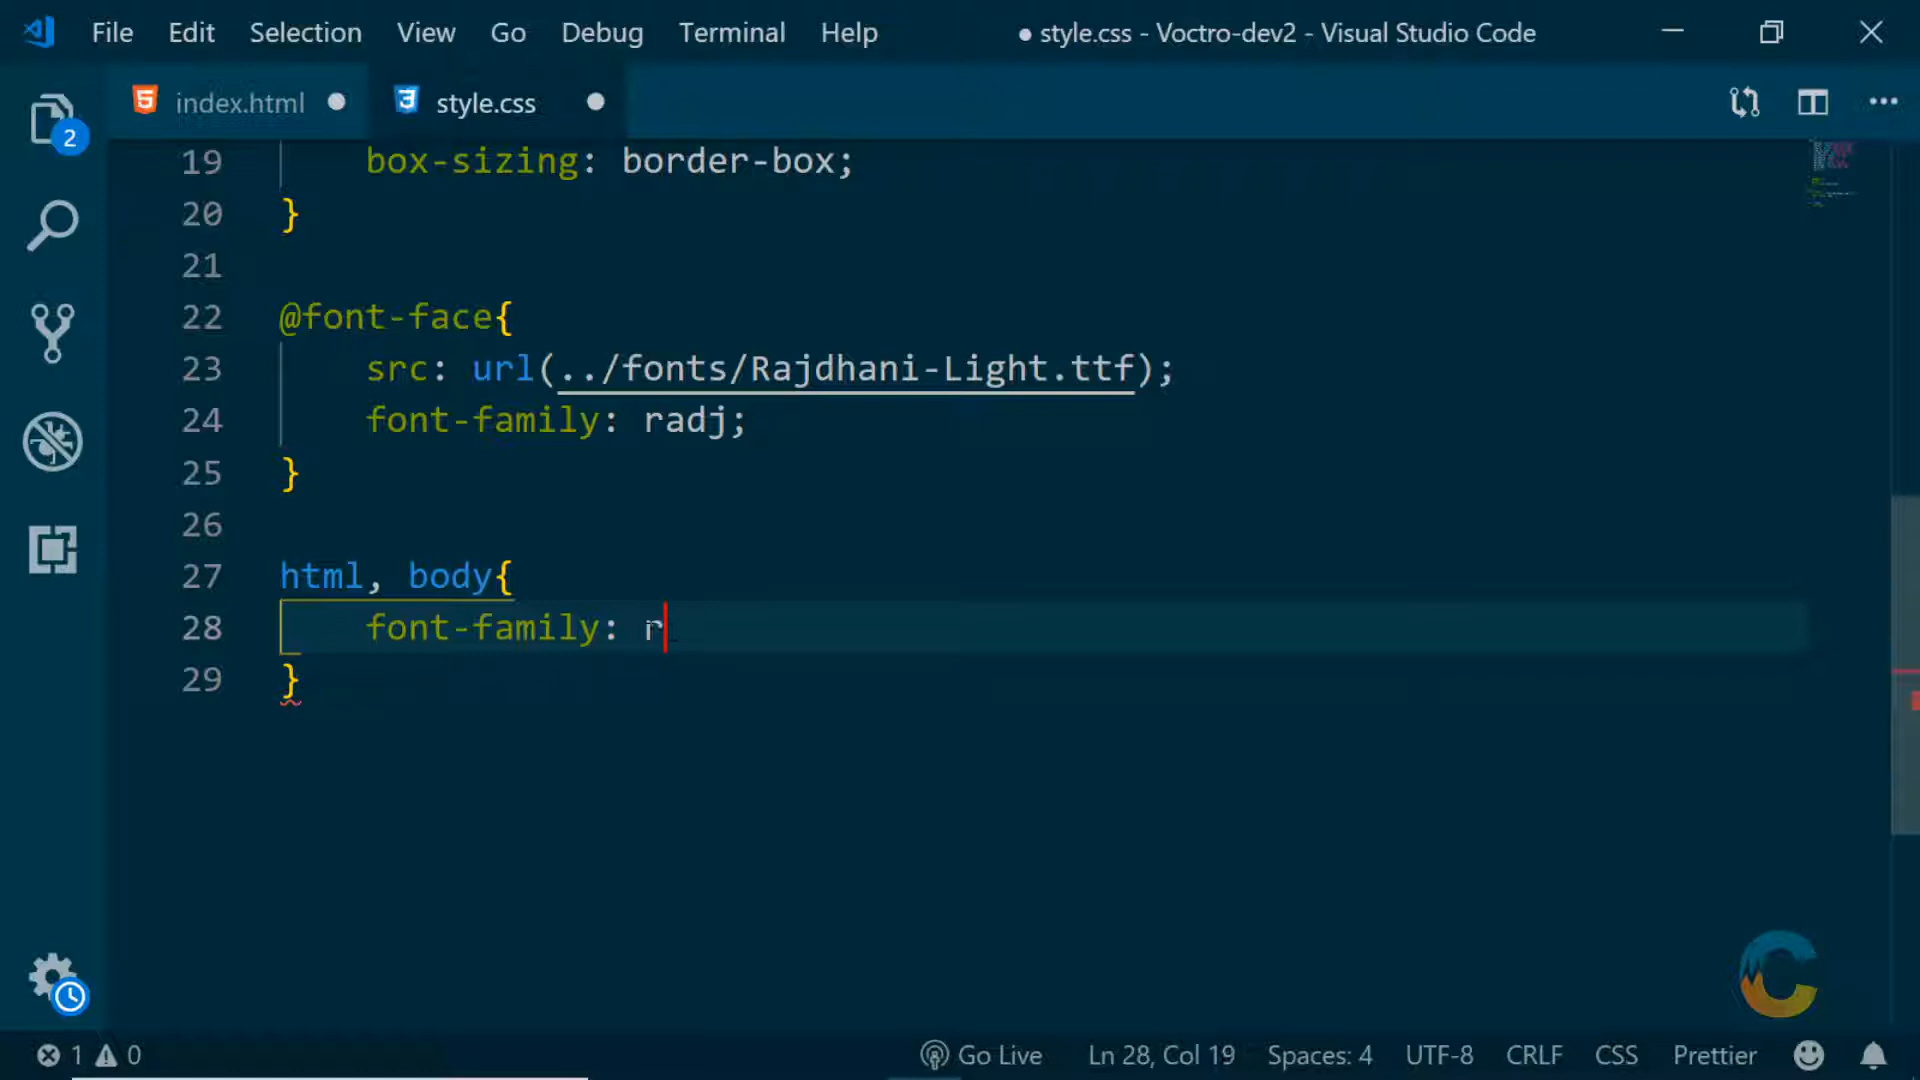 File Edit Selection View Go Debug Terminal Help ● style.css - Voctro-dev2 - Visual Studio Code
index.html style.css
2
19 box-sizing: border-box;
20 }
21
22 @font-face{
23 src: url(../fonts/Rajdhani-Light.ttf);
24 font-family: radj;
25 }
26
27 html, body{
28 font-family: r
29 }
1 0 Go Live Ln 28, Col 19 Spaces: 4 UTF-8 CRLF CSS Prettier